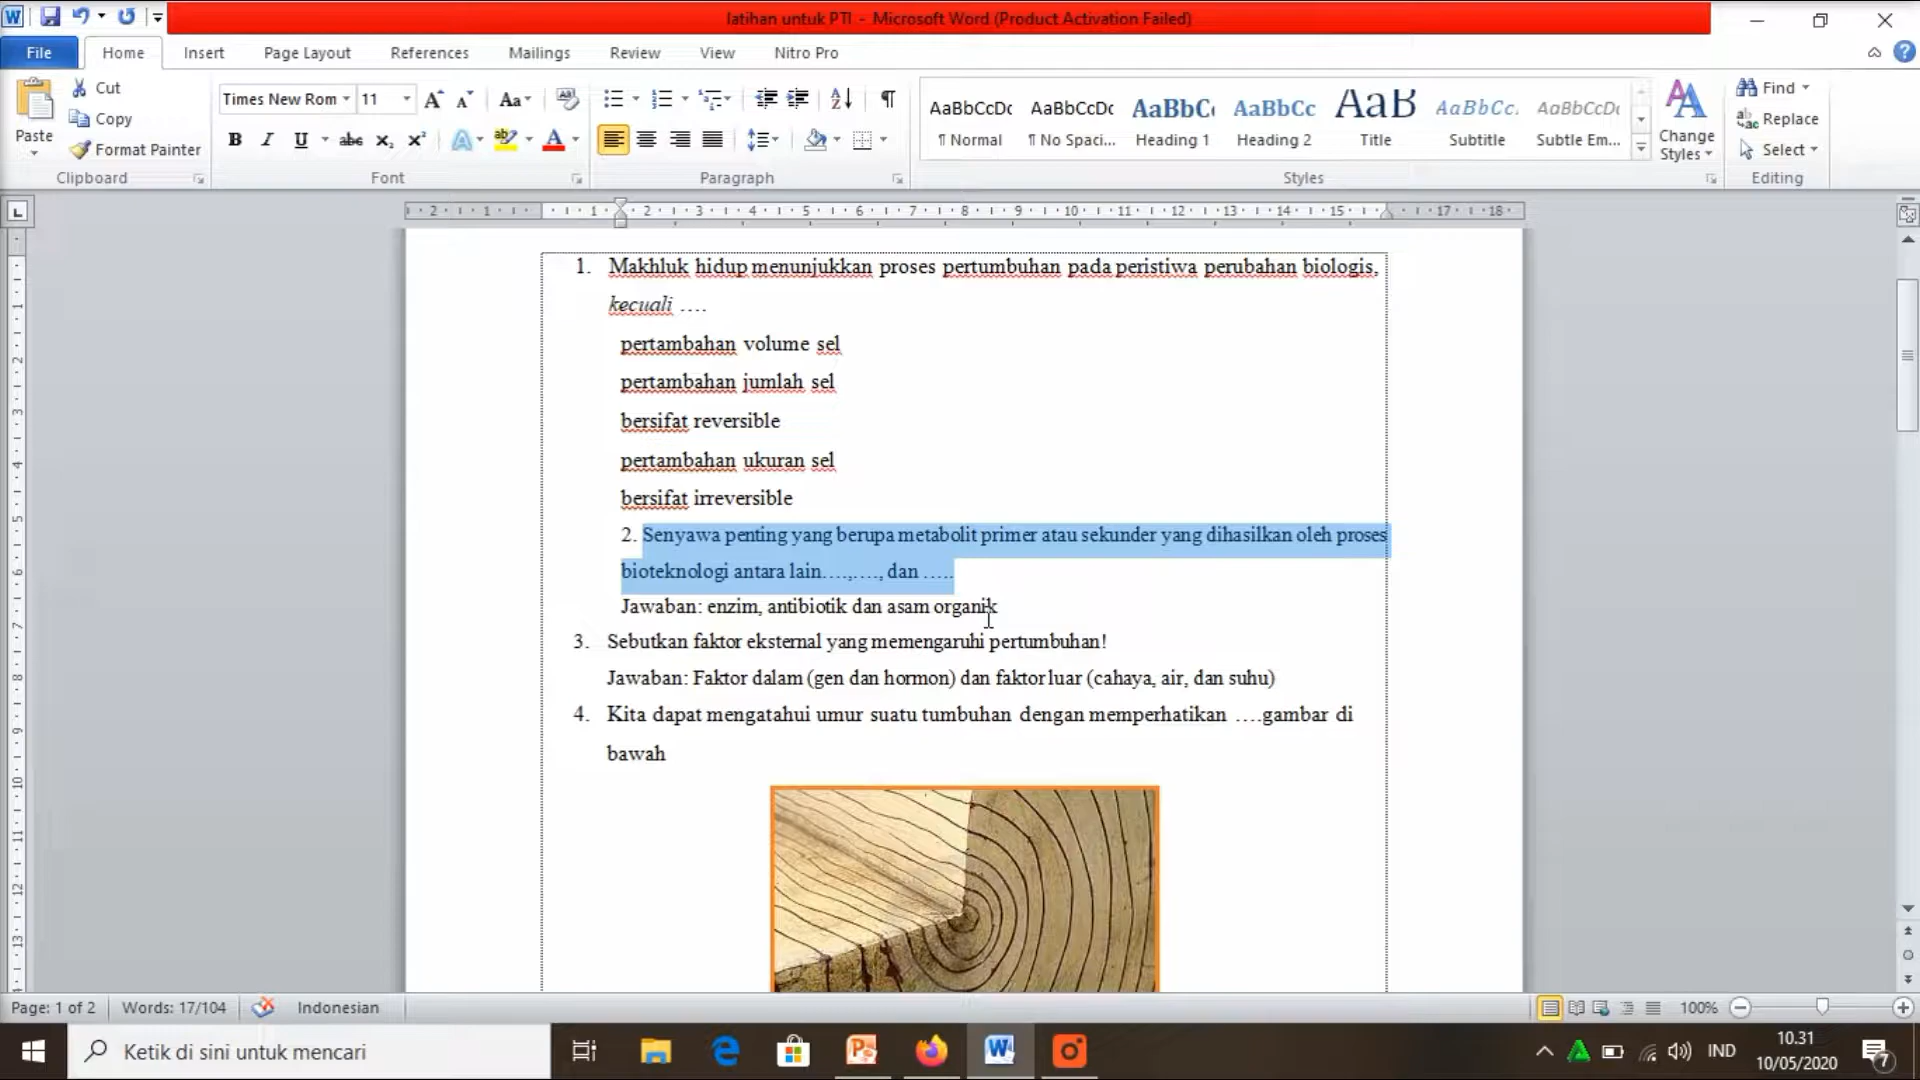 latihan untuk PTI - Microsoft Word (Product Activation Failed)
File Home Insert Page Layout References Mailings Review View Nitro Pro
Paste
Cut
Copy
Format Painter
Clipboard
Times New Rom 11
Font
Paragraph
AaBbCcDc AaBbCcDc AaBbC AaBbCc AaB AaBbCc. AaBbCcDc
¶ Normal ¶ No Spaci... Heading 1 Heading 2 Title Subtitle Subtle Em...
Styles
Change Styles
Find
Replace
Select
Editing
1. Makhluk hidup menunjukkan proses pertumbuhan pada peristiwa perubahan biologis,
kecuali ….
pertambahan volume sel
pertambahan jumlah sel
bersifat reversible
pertambahan ukuran sel
bersifat irreversible
2. Senyawa penting yang berupa metabolit primer atau sekunder yang dihasilkan oleh proses
bioteknologi antara lain….,…., dan …..
Jawaban: enzim, antibiotik dan asam organik
3. Sebutkan faktor eksternal yang memengaruhi pertumbuhan!
Jawaban: Faktor dalam (gen dan hormon) dan faktor luar (cahaya, air, dan suhu)
4. Kita dapat mengatahui umur suatu tumbuhan dengan memperhatikan ….gambar di
bawah
Page: 1 of 2 Words: 17/104 Indonesian 100%
Ketik di sini untuk mencari
IND
10.31
10/05/2020
7